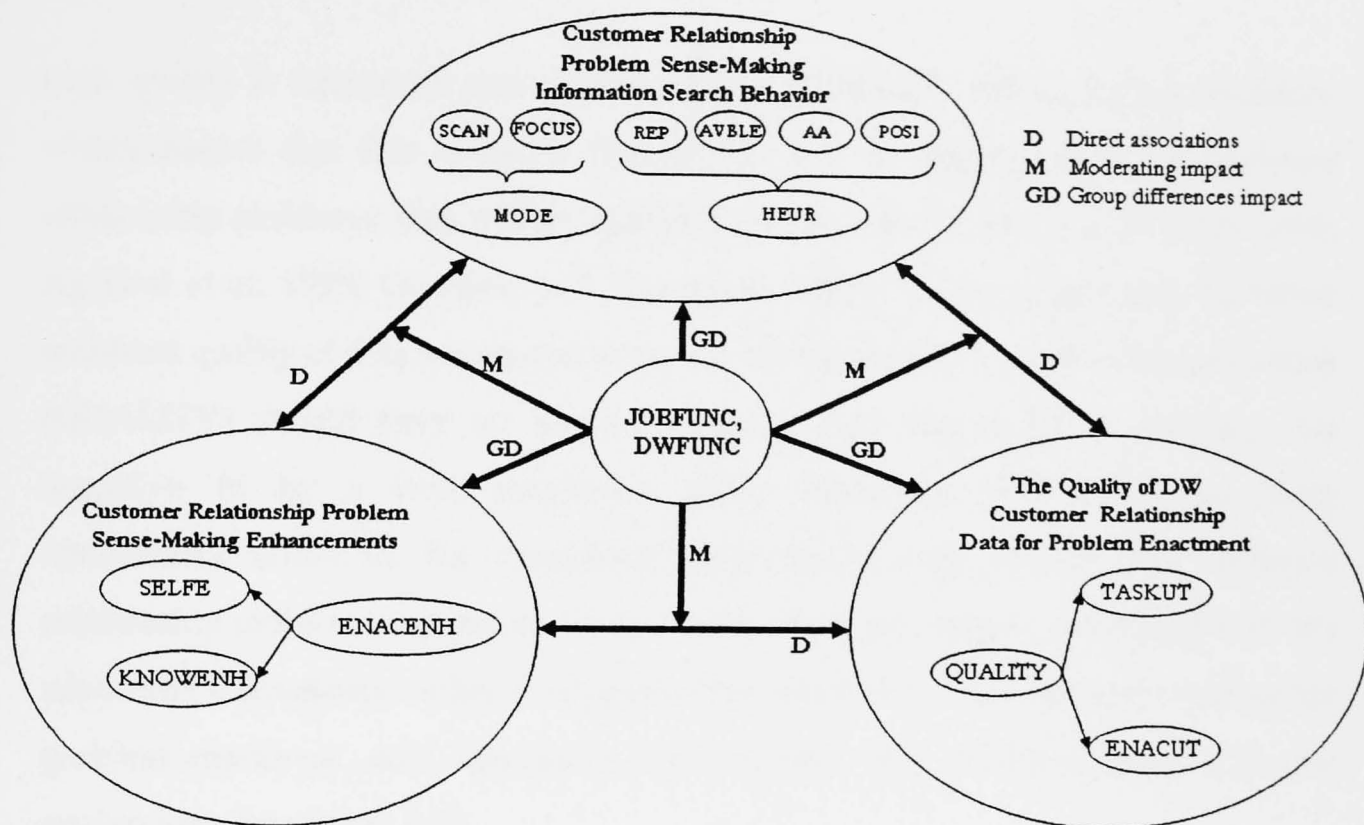 Customer Relationship
Problem Sense-Making
Information Search Behavior
SCAN FOCUS REP AVBLE AA POSI
MODE HEUR
D Direct associations
M Moderating impact
GD Group differences impact
GD
M M
D D
JOBFUNC,
DWFUNC
GD GD
M
D
Customer Relationship Problem
Sense-Making Enhancements
SELFE
ENACENH
KNOWENH
The Quality of DW
Customer Relationship
Data for Problem Enactment
TASKUT
QUALITY
ENACUT